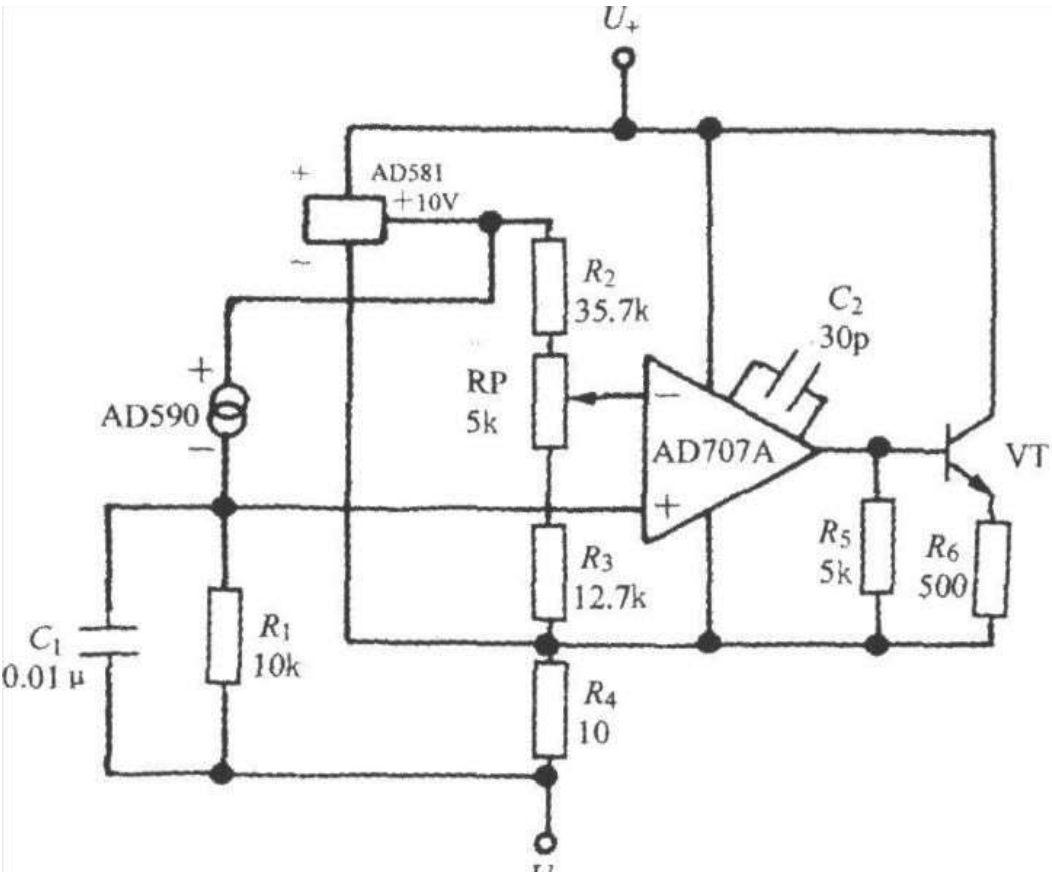 U₊
+
AD581
+10V
−
R₂
35.7k
C₂
30p
+
AD590
−
RP
5k
−
AD707A
+
VT
R₃
12.7k
R₅
5k
R₆
500
C₁
0.01 μ
R₁
10k
R₄
10